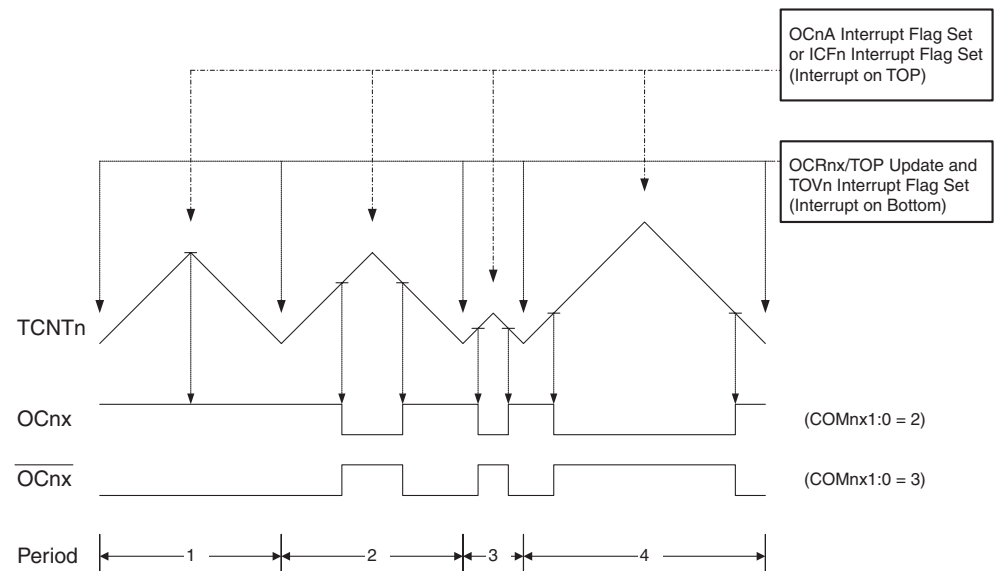 OCnA Interrupt Flag Set
or ICFn Interrupt Flag Set
(Interrupt on TOP)
OCRnx/TOP Update and
TOVn Interrupt Flag Set
(Interrupt on Bottom)
TCNTn
OCnx
(COMnx1:0 = 2)
OCnx
(COMnx1:0 = 3)
Period
1
2
3
4